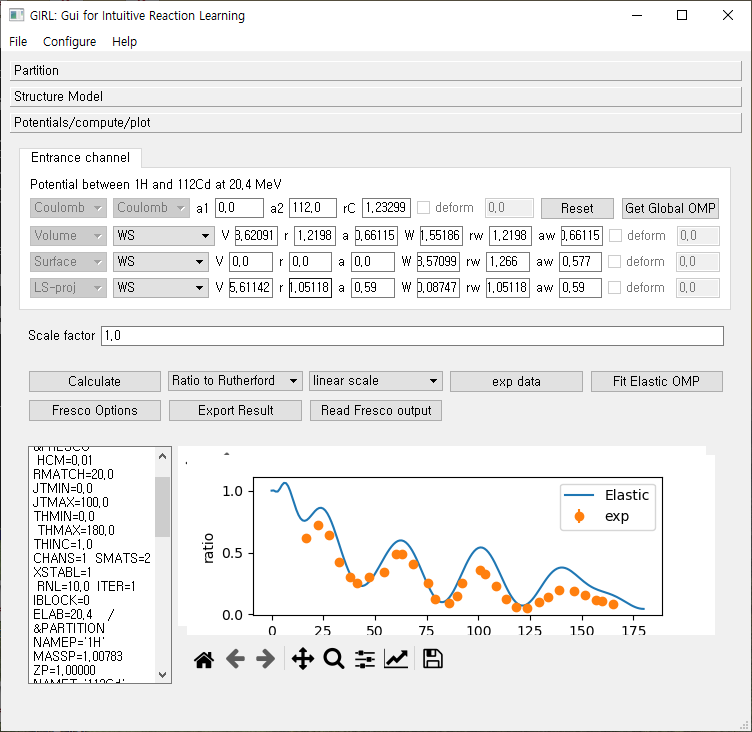 GIRL: Gui for Intuitive Reaction Learning
File Configure Help
Partition
Structure Model
Potentials/compute/plot
Entrance channel
Potential between 1H and 112Cd at 20,4 MeV
Coulomb Coulomb a1 0,0 a2 112,0 rC 1,23299 deform 0,0 Reset Get Global OMP
Volume WS V 3,62091 r 1,2198 a 0,66115 W 1,55186 rw 1,2198 aw 0,66115 deform 0,0
Surface WS V 0,0 r 0,0 a 0,0 W 3,57099 rw 1,266 aw 0,577 deform 0,0
LS-proj WS V 5,61142 r 1,05118 a 0,59 W 0,08747 rw 1,05118 aw 0,59 deform 0,0
Scale factor 1,0
Calculate Ratio to Rutherford linear scale exp data Fit Elastic OMP
Fresco Options Export Result Read Fresco output
&FRESCO
HCM=0,01
RMATCH=20,0
JTMIN=0,0
JTMAX=100,0
THMIN=0,0
THMAX=180,0
THINC=1,0
CHANS=1 SMATS=2
XSTABL=1
RNL=10,0 ITER=1
IBLOCK=0
ELAB=20,4 /
&PARTITION
NAMEP='1H'
MASSP=1,00783
ZP=1,00000
NAMET='112Cd'
ratio
1.0
0.5
0.0
0 25 50 75 100 125 150 175
Elastic
exp